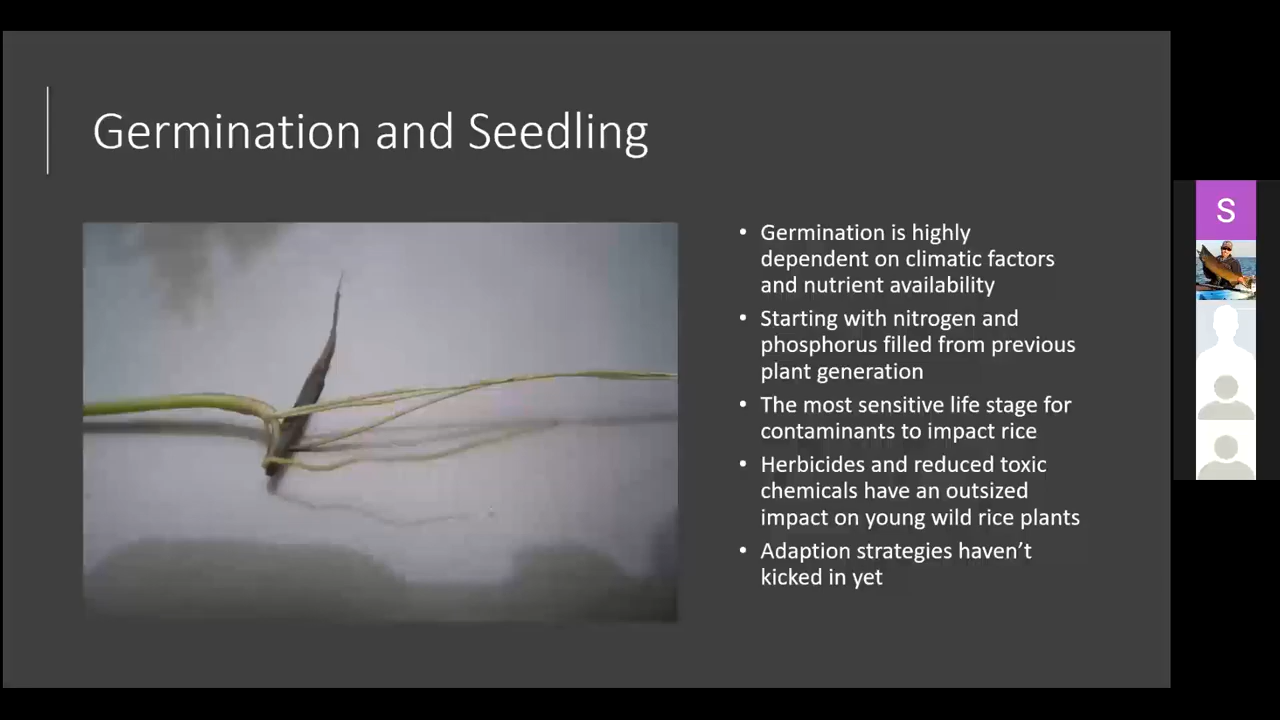 Germination and Seedling
• Germination is highly
dependent on climatic factors
and nutrient availability
• Starting with nitrogen and
phosphorus filled from previous
plant generation
• The most sensitive life stage for
contaminants to impact rice
• Herbicides and reduced toxic
chemicals have an outsized
impact on young wild rice plants
• Adaption strategies haven’t
kicked in yet
S